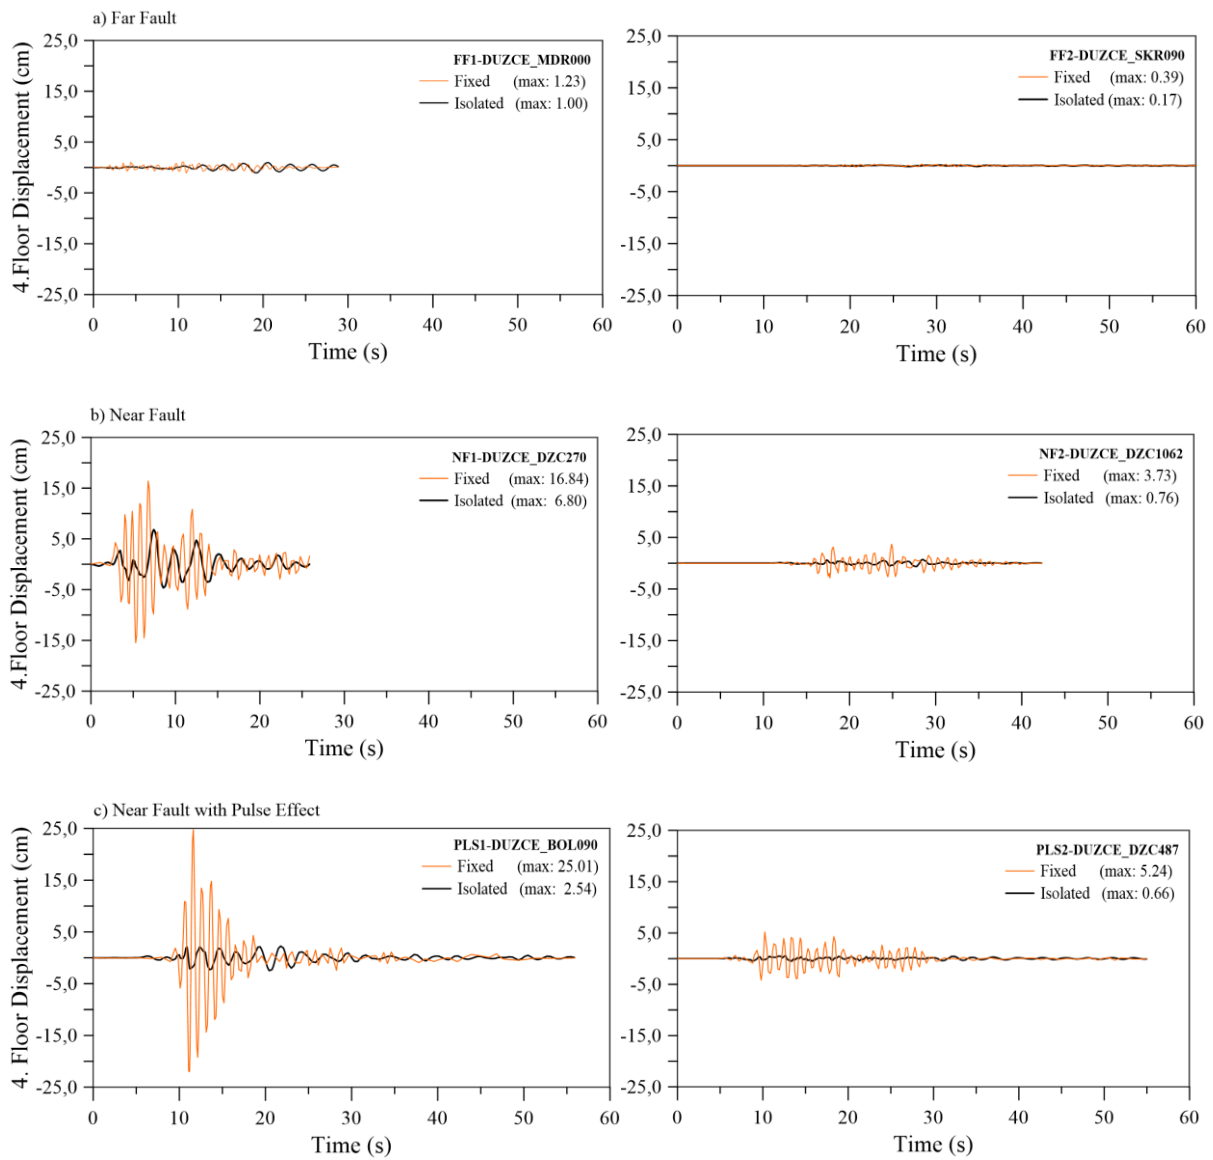 a) Far Fault
4.Floor Displacement (cm)
25,0
15,0
5,0
-5,0
-15,0
-25,0
FF1-DUZCE_MDR000
Fixed (max: 1.23)
Isolated (max: 1.00)
0 10 20 30 40 50 60
Time (s)
25,0
15,0
5,0
-5,0
-15,0
-25,0
FF2-DUZCE_SKR090
Fixed (max: 0.39)
Isolated (max: 0.17)
0 10 20 30 40 50 60
Time (s)
b) Near Fault
4.Floor Displacement (cm)
25,0
15,0
5,0
-5,0
-15,0
-25,0
NF1-DUZCE_DZC270
Fixed (max: 16.84)
Isolated (max: 6.80)
0 10 20 30 40 50 60
Time (s)
25,0
15,0
5,0
-5,0
-15,0
-25,0
NF2-DUZCE_DZC1062
Fixed (max: 3.73)
Isolated (max: 0.76)
0 10 20 30 40 50 60
Time (s)
c) Near Fault with Pulse Effect
4. Floor Displacement (cm)
25,0
15,0
5,0
-5,0
-15,0
-25,0
PLS1-DUZCE_BOL090
Fixed (max: 25.01)
Isolated (max: 2.54)
0 10 20 30 40 50 60
Time (s)
25,0
15,0
5,0
-5,0
-15,0
-25,0
PLS2-DUZCE_DZC487
Fixed (max: 5.24)
Isolated (max: 0.66)
0 10 20 30 40 50 60
Time (s)